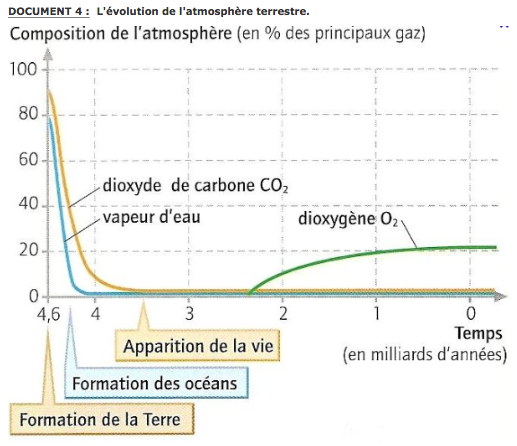 DOCUMENT 4 : L'évolution de l'atmosphère terrestre.
Composition de l'atmosphère (en % des principaux gaz)
100
80
60
40
20
0
dioxyde de carbone CO₂
vapeur d'eau
dioxygène O₂
4,6 4 3 2 1 0
Temps
(en milliards d'années)
Apparition de la vie
Formation des océans
Formation de la Terre